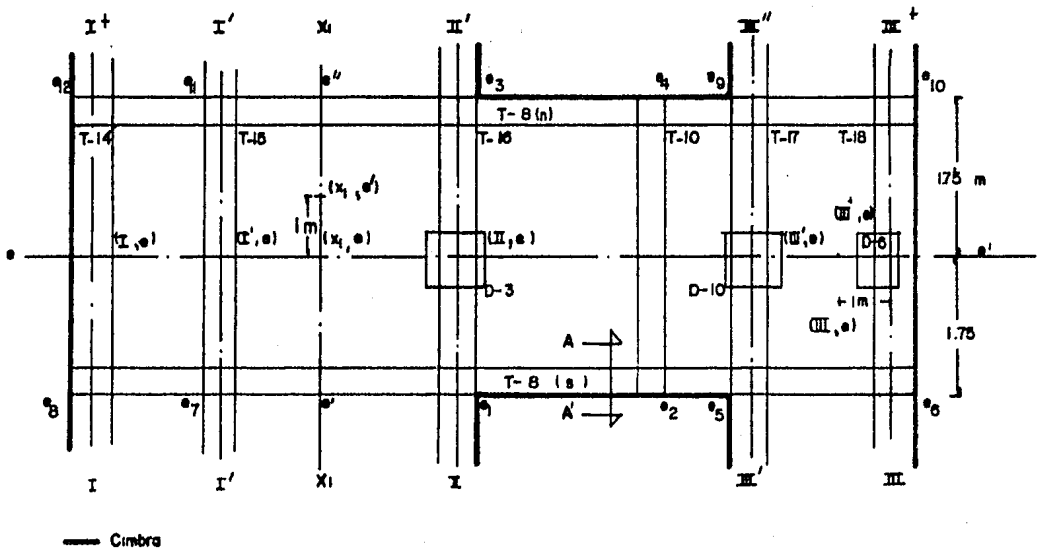 I+ I' X₁ II' III" III+
e₁₂ e₁₁ e" e₃ e₄ e₉ e₁₀
T-8(n)
T-14 T-15 T-16 T-10 T-17 T-18
1.75 m
(x₁, e')
1m
(I, e) (I', e) (x₁, e) (II, e) (III', e) (III', e)
e D-6 e'
D-3 D-10
1m
(III, e)
1.75
A
T-8 (s)
e₈ e₇ e' e₁ A' e₂ e₅ e₆
I I' X₁ II III' III
Cimbra